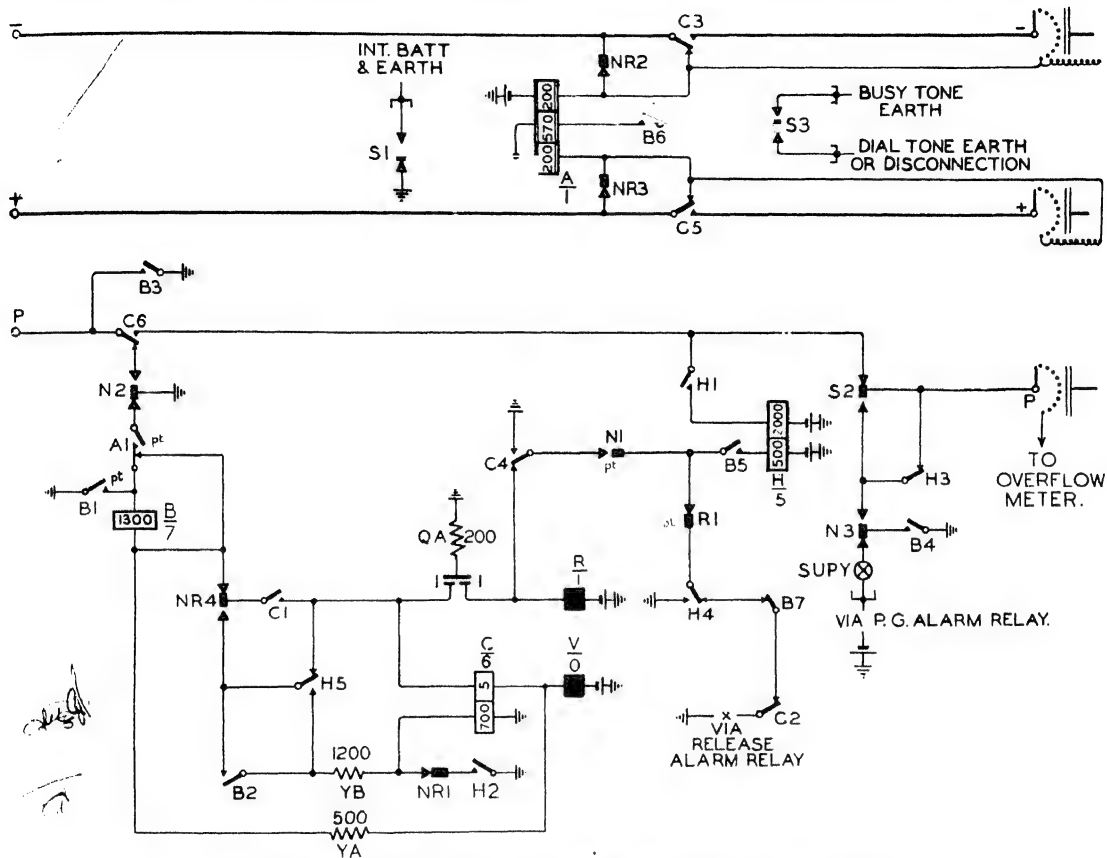 −
C3
−
INT. BATT
& EARTH
NR2
200
570
200
B6
BUSY TONE
EARTH
S3
DIAL TONE EARTH
OR DISCONNECTION
S1
A
1
NR3
+
C5
+
B3
P
C6
N2
H1
S2
P
A1 pt
C4
N1
pt
B5
2000
500
H
5
H3
TO
OVERFLOW
METER.
B1
pt
1300
B
7
QA
200
R1
N3
B4
SUPY
NR4
C1
1
1
R
1
H4
B7
VIA P.G. ALARM RELAY.
H5
C
6
5
700
V
0
C2
x
VIA
RELEASE
ALARM RELAY
B2
1200
YB
NR1
H2
500
YA